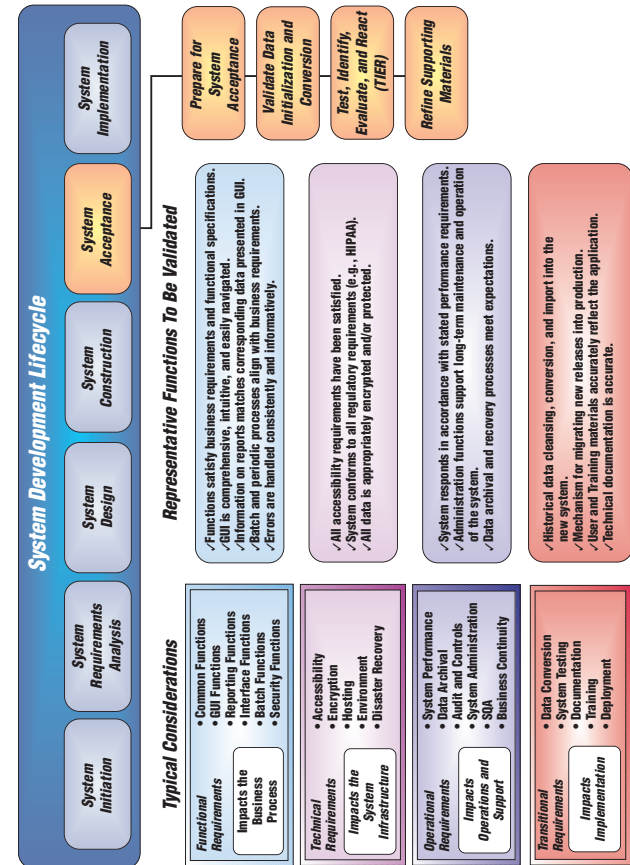 System Development Lifecycle
System
Initiation
System
Requirements
Analysis
System
Design
System
Construction
System
Acceptance
System
Implementation
Prepare for
System
Acceptance
Validate Data
Initialization and
Conversion
Test, Identify,
Evaluate, and React
(TIER)
Refine Supporting
Materials
Typical Considerations
Representative Functions To Be Validated
Functional
Requirements
Impacts the
Business
Process
• Common Functions
• GUI Functions
• Reporting Functions
• Interface Functions
• Batch Functions
• Security Functions
✓Functions satisfy business requirements and functional specifications.
✓GUI is comprehensive, intuitive, and easily navigated.
✓Information on reports matches corresponding data presented in GUI.
✓Batch and periodic processes align with business requirements.
✓Errors are handled consistently and informatively.
Technical
Requirements
Impacts the
System
Infrastructure
• Accessibility
• Encryption
• Hosting
• Environment
• Disaster Recovery
✓All accessibility requirements have been satisfied.
✓System conforms to all regulatory requirements (e.g., HIPAA).
✓All data is appropriately encrypted and/or protected.
Operational
Requirements
Impacts
Operations and
Support
• System Performance
• Data Archival
• Audit and Controls
• System Administration
• SQA
• Business Continuity
✓System responds in accordance with stated performance requirements.
✓Administration functions support long-term maintenance and operation
of the system.
✓Data archival and recovery processes meet expectations.
Transitional
Requirements
Impacts
Implementation
• Data Conversion
• System Testing
• Documentation
• Training
• Deployment
✓Historical data cleansing, conversion, and import into the
new system.
✓Mechanism for migrating new releases into production.
✓User and Training materials accurately reflect the application.
✓Technical documentation is accurate.